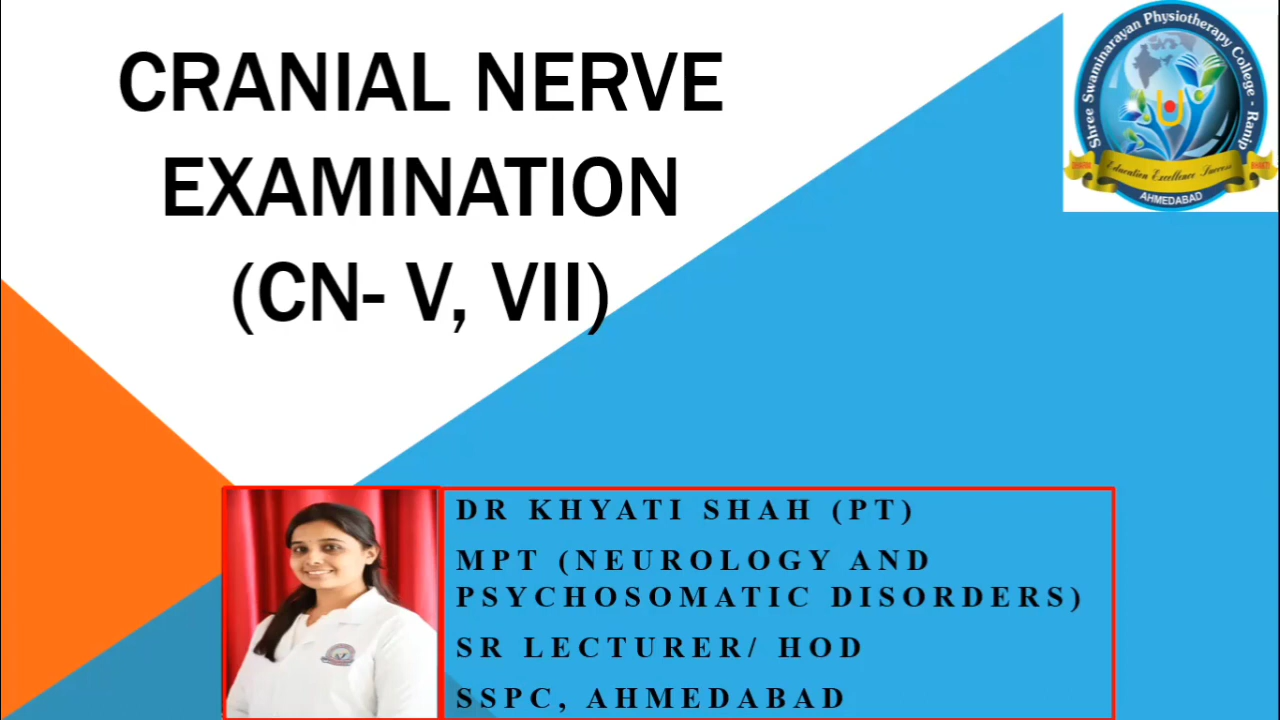 CRANIAL NERVE
EXAMINATION
(CN- V, VII)
Shree Swaminarayan Physiotherapy College - Ranip
Education Excellence Success
AHMEDABAD
DR KHYATI SHAH (PT)
MPT (NEUROLOGY AND
PSYCHOSOMATIC DISORDERS)
SR LECTURER/ HOD
SSPC, AHMEDABAD